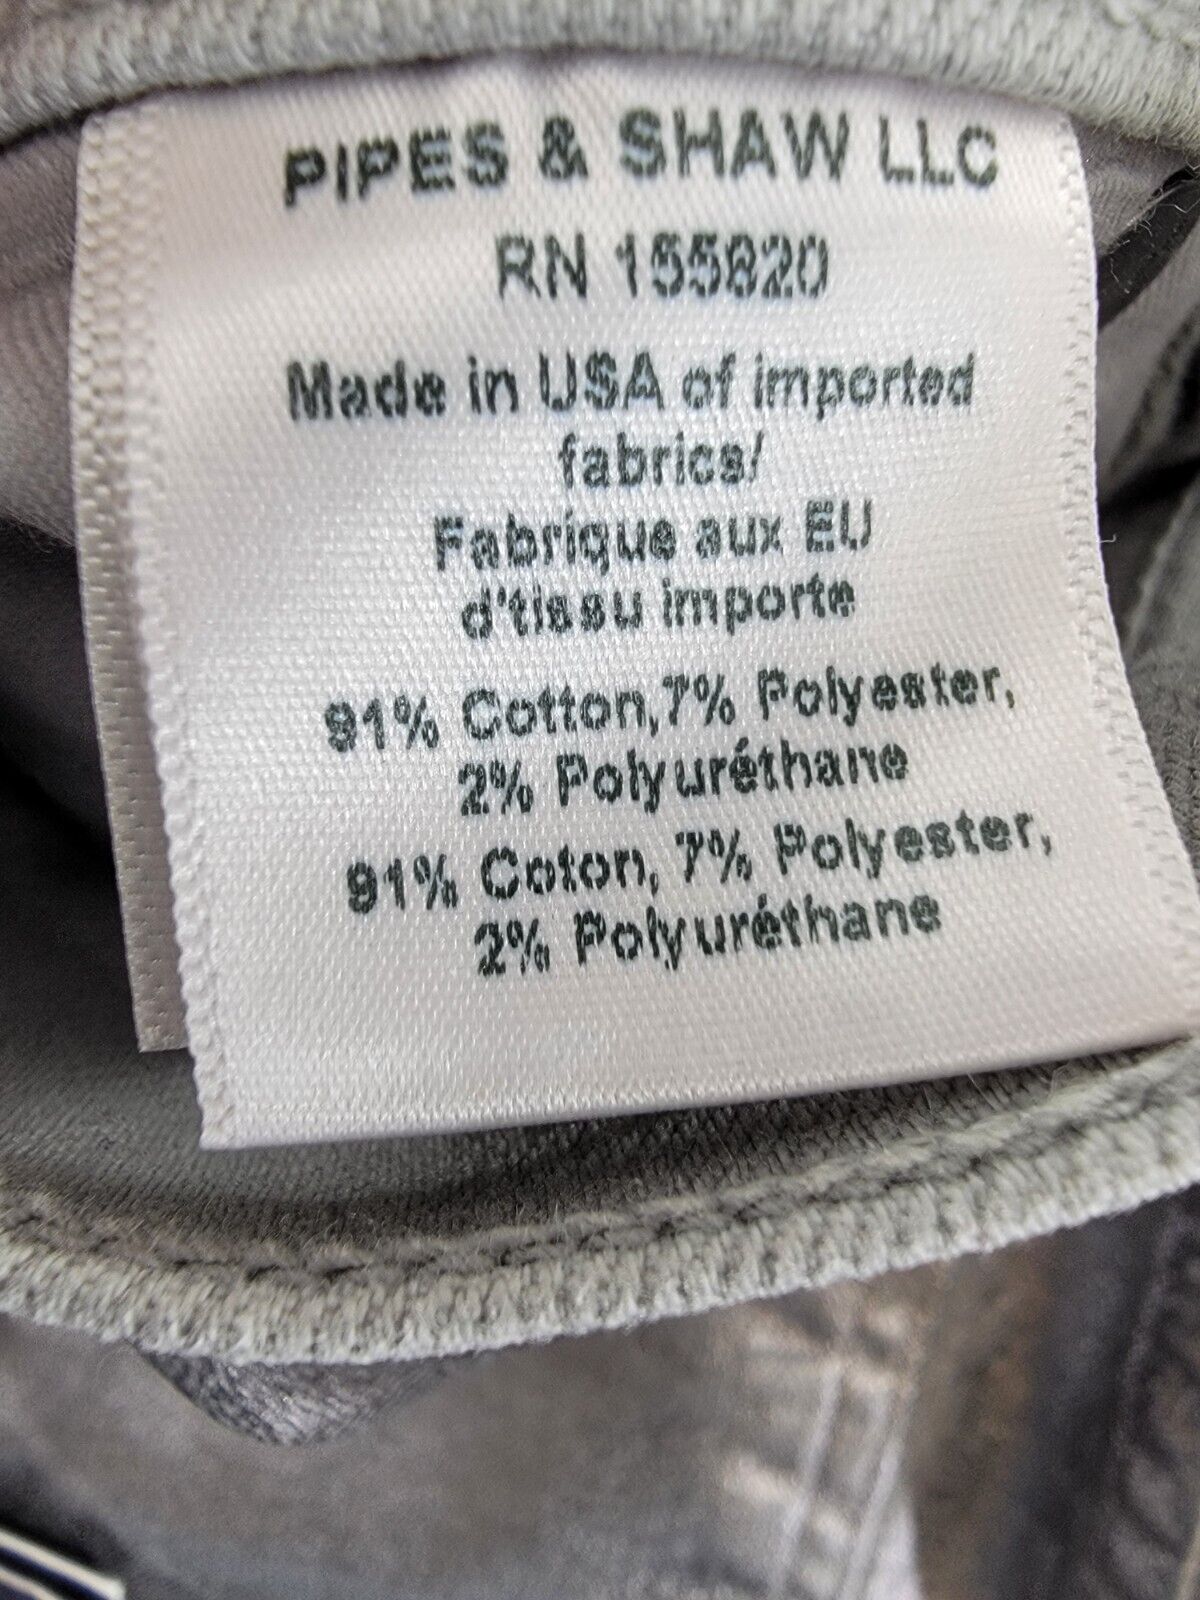 PIPES & SHAW LLC
RN 155820
Made in USA of imported
fabrics/
Fabrique aux EU
d'tissu importe
91% Cotton,7% Polyester,
2% Polyuréthane
91% Coton, 7% Polyester,
2% Polyuréthane